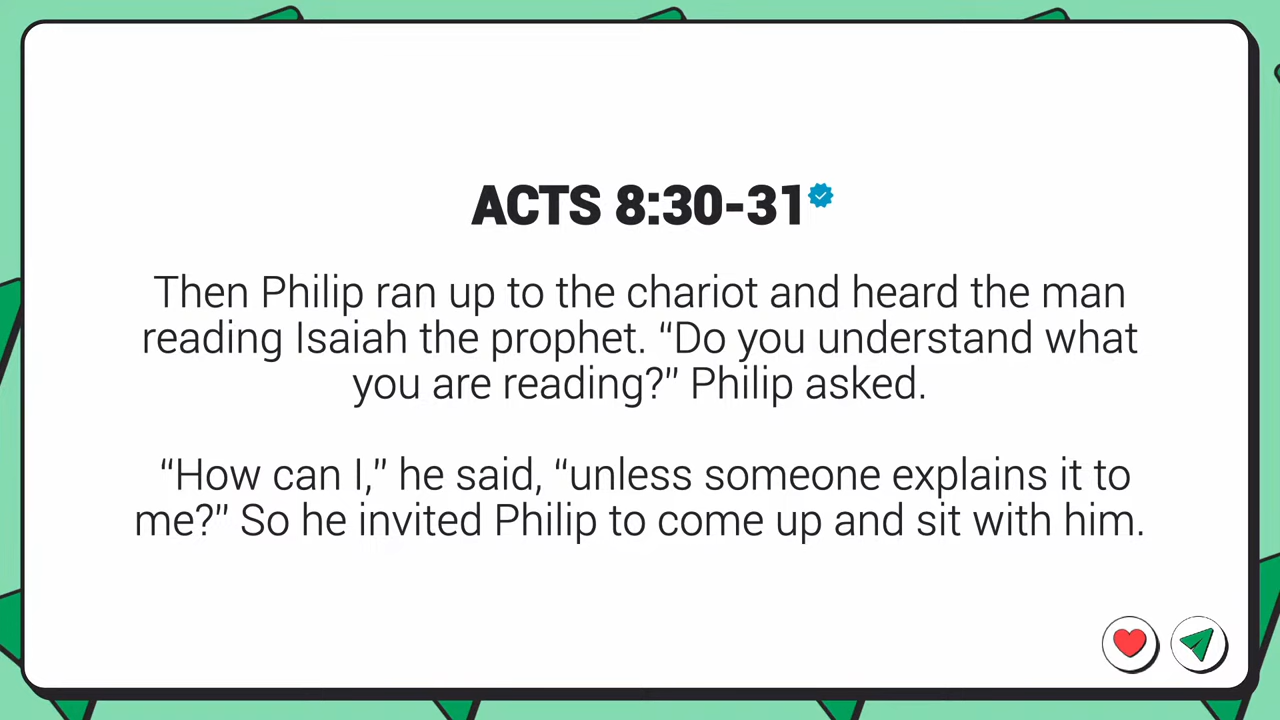 ACTS 8:30-31
Then Philip ran up to the chariot and heard the man
reading Isaiah the prophet. “Do you understand what
you are reading?” Philip asked.
“How can I,” he said, “unless someone explains it to
me?” So he invited Philip to come up and sit with him.